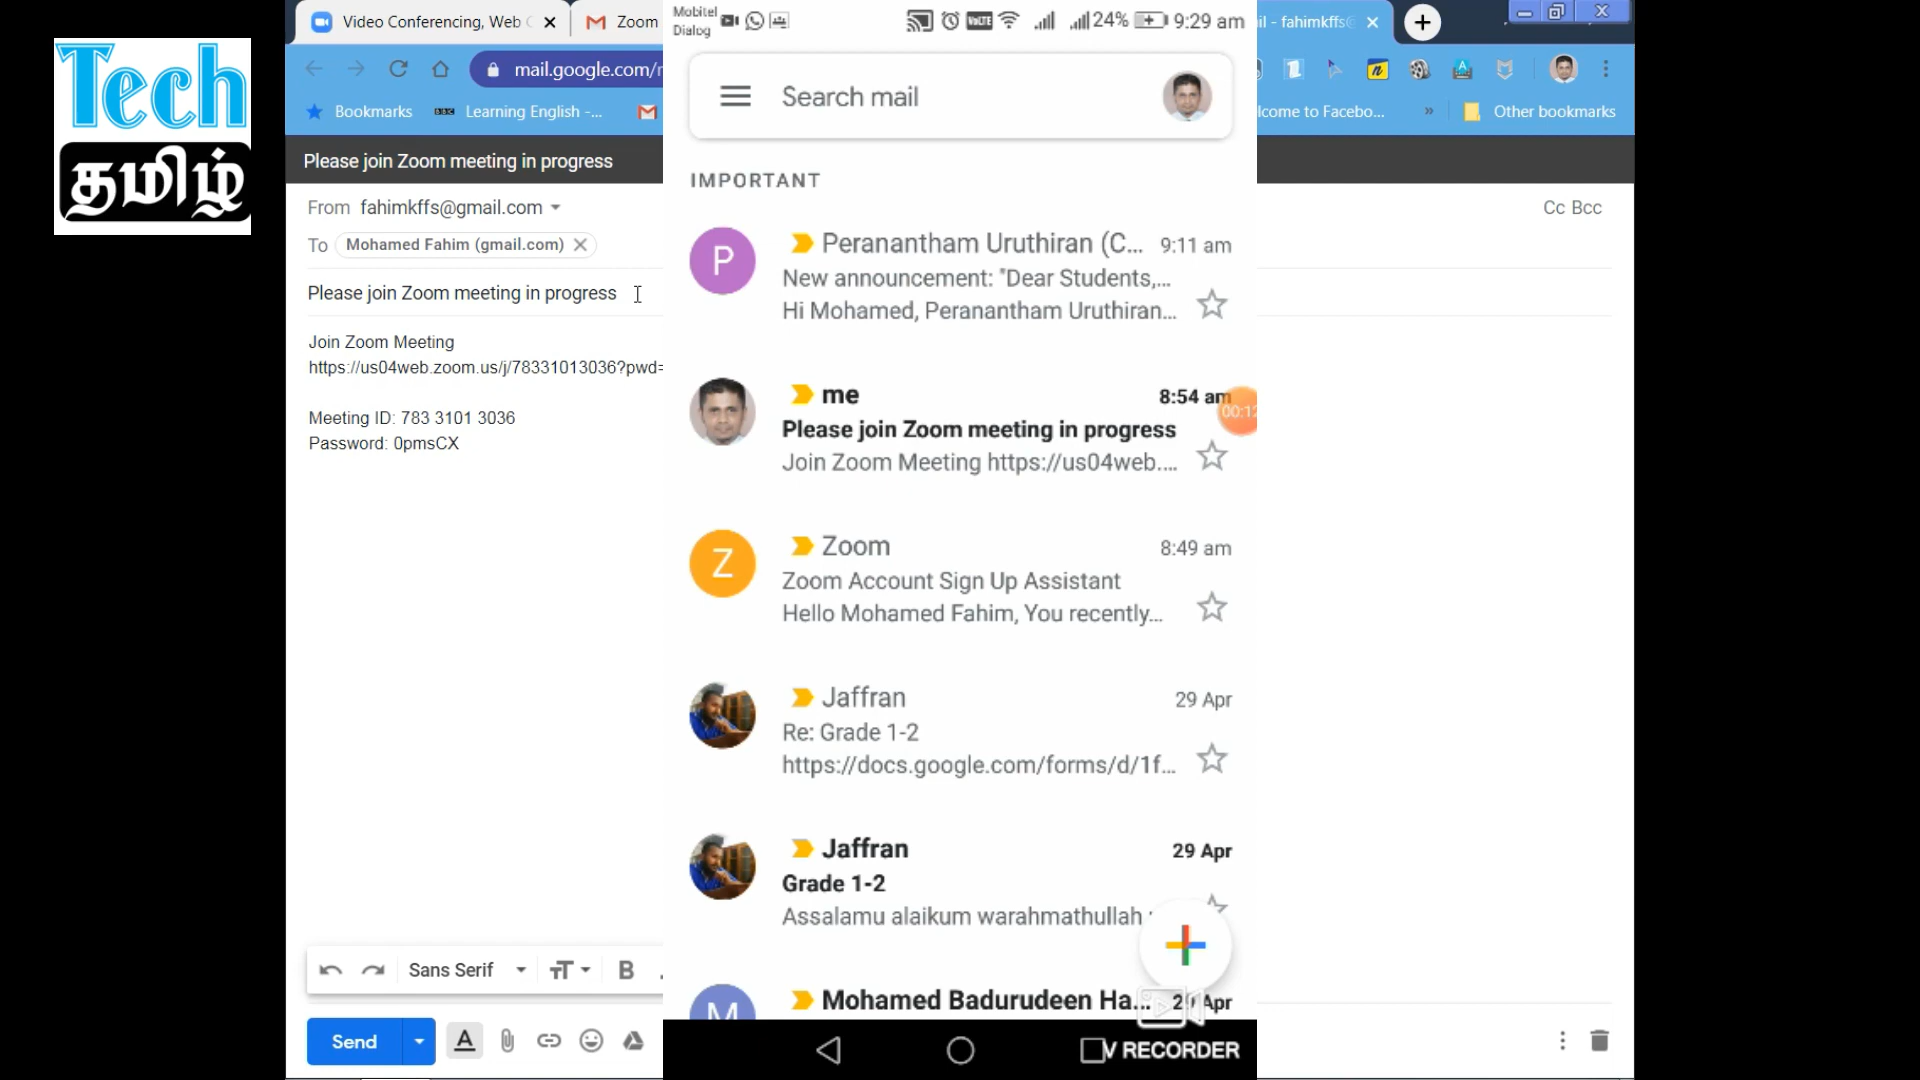 Tech
தமிழ்
Video Conferencing, Web C
Zoom
il - fahimkffs@
mail.google.com/r
Bookmarks
BBC
Learning English -...
lcome to Facebo...
»
Other bookmarks
Please join Zoom meeting in progress
From fahimkffs@gmail.com
Cc Bcc
To Mohamed Fahim (gmail.com)
Please join Zoom meeting in progress
Join Zoom Meeting
https://us04web.zoom.us/j/78331013036?pwd=
Meeting ID: 783 3101 3036
Password: 0pmsCX
Sans Serif
B
Send
A
Mobitel
Dialog
VoLTE
24%
9:29 am
Search mail
IMPORTANT
P
Peranantham Uruthiran (C... 9:11 am
New announcement: "Dear Students,...
Hi Mohamed, Peranantham Uruthiran...
me 8:54 am
00:12
Please join Zoom meeting in progress
Join Zoom Meeting https://us04web....
Z
Zoom 8:49 am
Zoom Account Sign Up Assistant
Hello Mohamed Fahim, You recently...
Jaffran 29 Apr
Re: Grade 1-2
https://docs.google.com/forms/d/1f...
Jaffran 29 Apr
Grade 1-2
Assalamu alaikum warahmathullah
M
Mohamed Badurudeen Ha... 29 Apr
V RECORDER